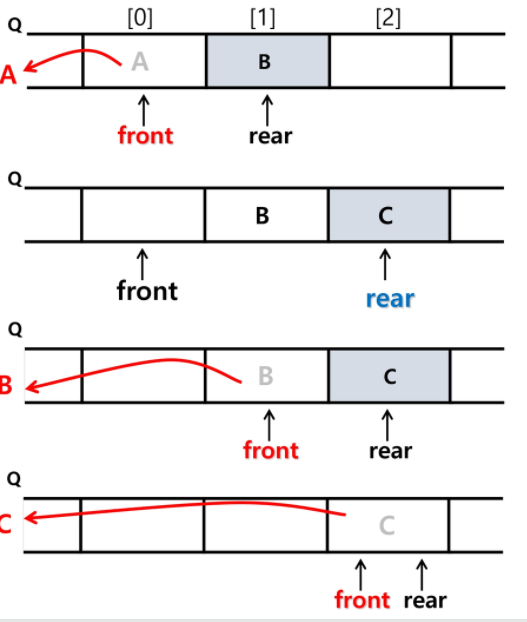 [0] [1] [2]
Q
A A B
front rear
Q
B C
front rear
Q
B B C
front rear
Q
C C
front rear